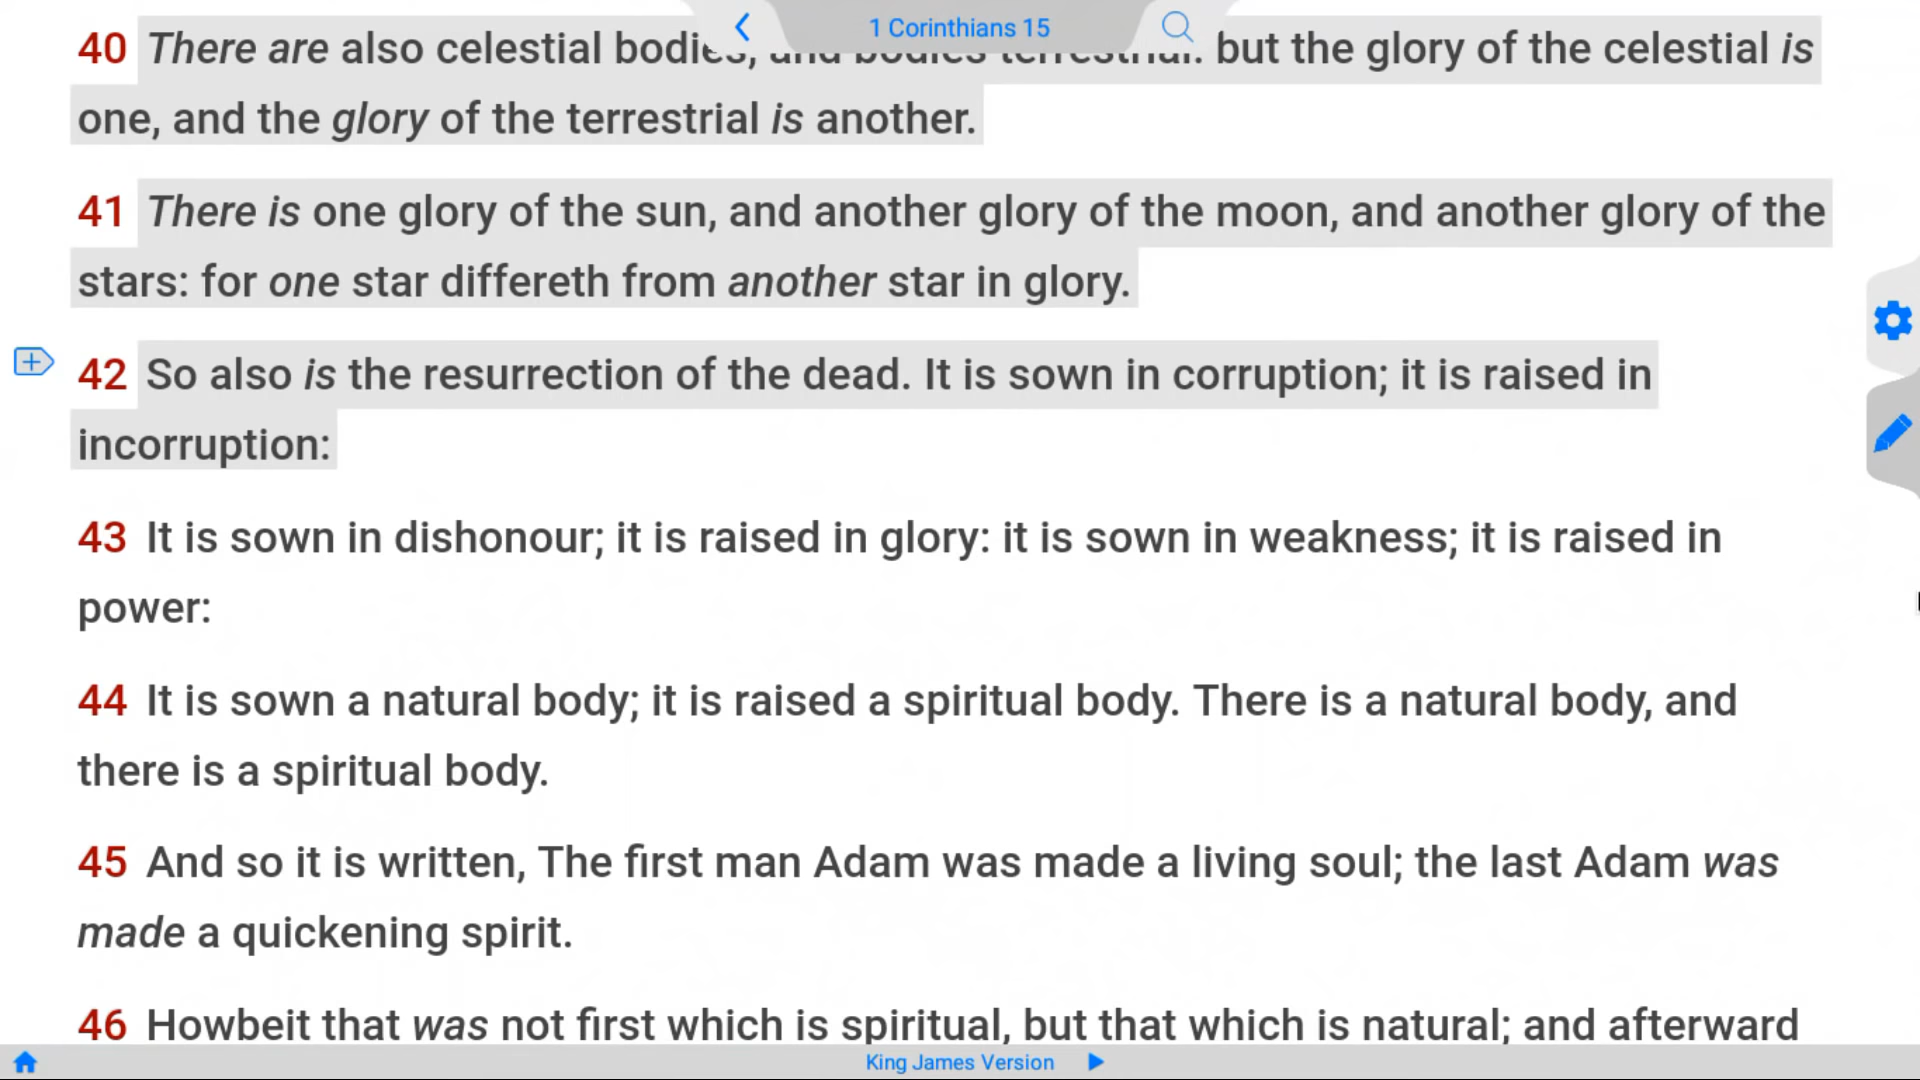 1 Corinthians 15
40 There are also celestial bodies, and bodies terrestrial: but the glory of the celestial is
one, and the glory of the terrestrial is another.
41 There is one glory of the sun, and another glory of the moon, and another glory of the
stars: for one star differeth from another star in glory.
42 So also is the resurrection of the dead. It is sown in corruption; it is raised in
incorruption:
43 It is sown in dishonour; it is raised in glory: it is sown in weakness; it is raised in
power:
44 It is sown a natural body; it is raised a spiritual body. There is a natural body, and
there is a spiritual body.
45 And so it is written, The first man Adam was made a living soul; the last Adam was
made a quickening spirit.
46 Howbeit that was not first which is spiritual, but that which is natural; and afterward
King James Version